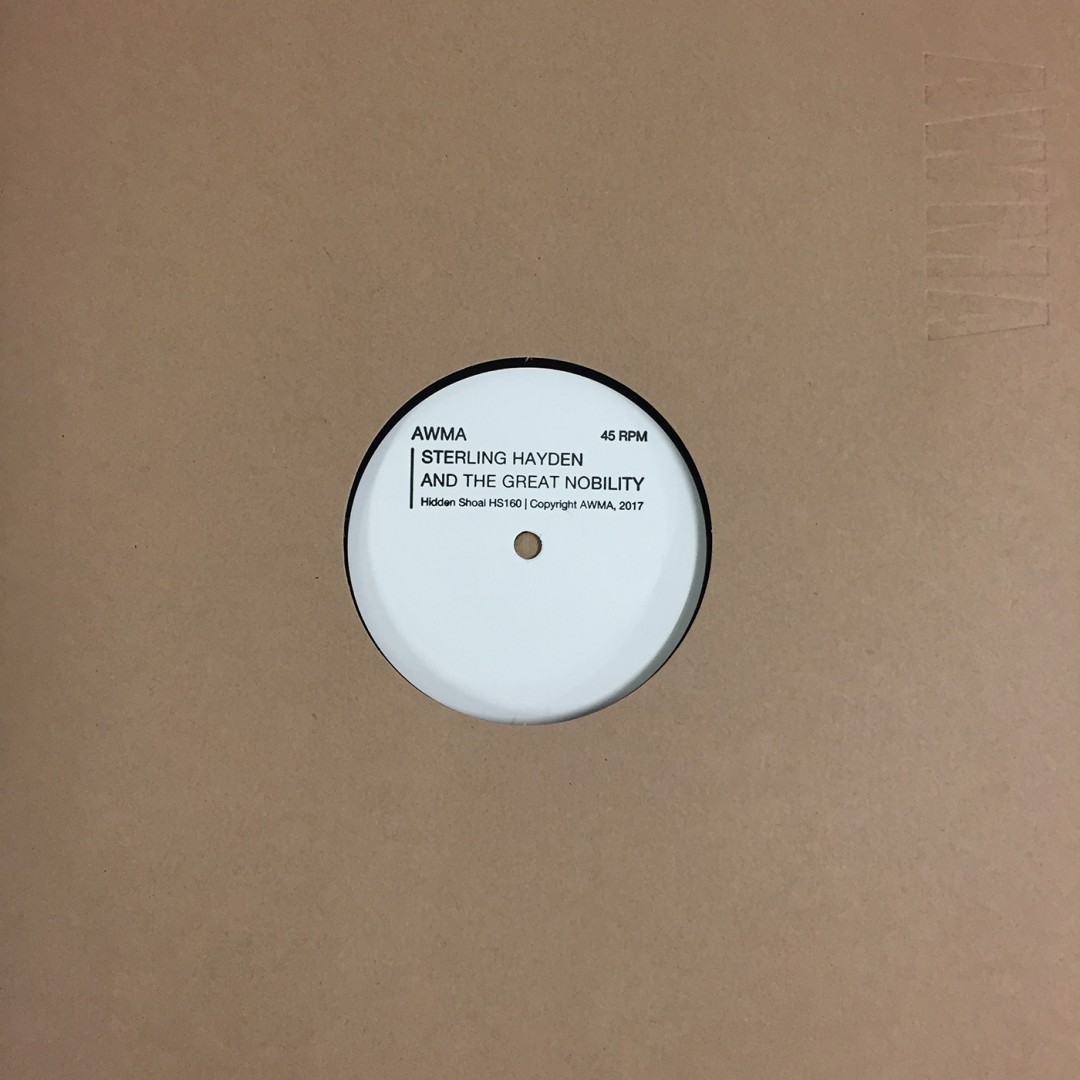 AWMA
AWMA 45 RPM
STERLING HAYDEN
AND THE GREAT NOBILITY
Hidden Shoal HS160 | Copyright AWMA, 2017